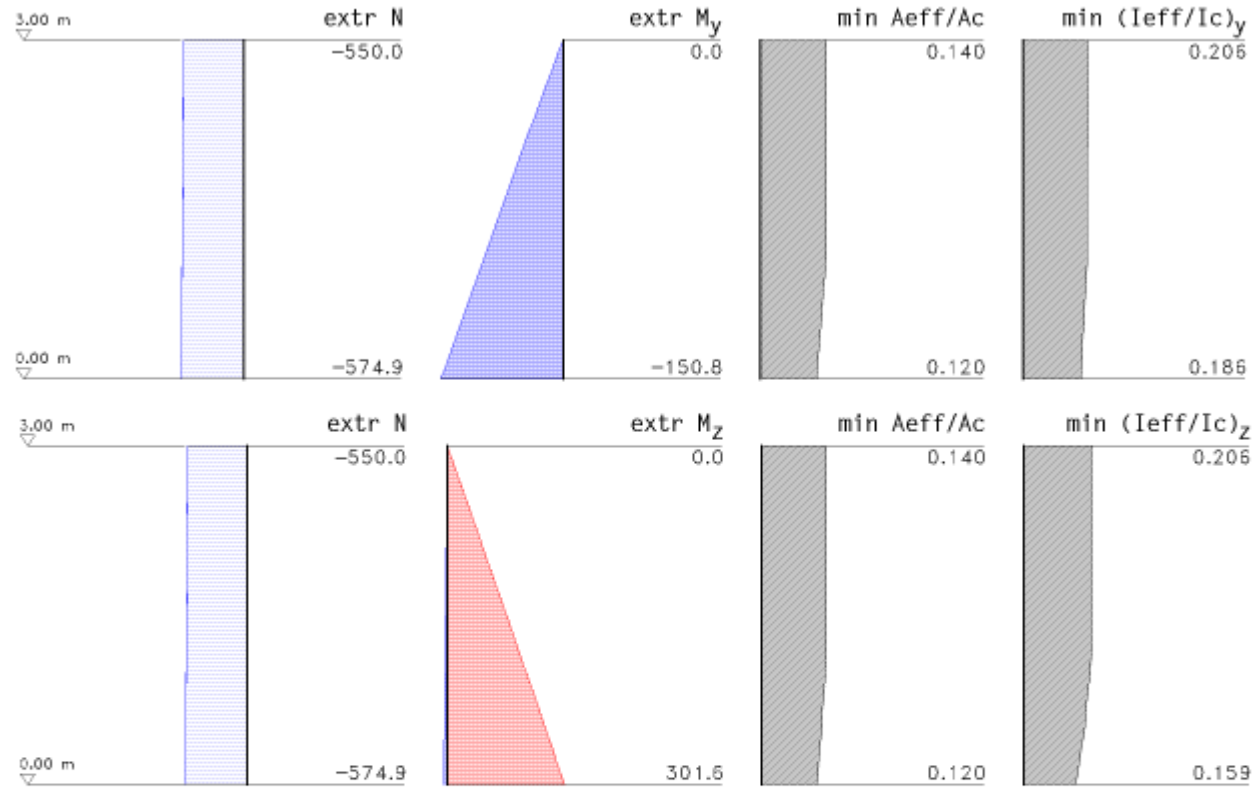 3.00 m extr N extr My min Aeff/Ac min (Ieff/Ic)y
-550.0 0.0 0.140 0.206
0.00 m -574.9 -150.8 0.120 0.186
3.00 m extr N extr Mz min Aeff/Ac min (Ieff/Ic)z
-550.0 0.0 0.140 0.206
0.00 m -574.9 301.6 0.120 0.159